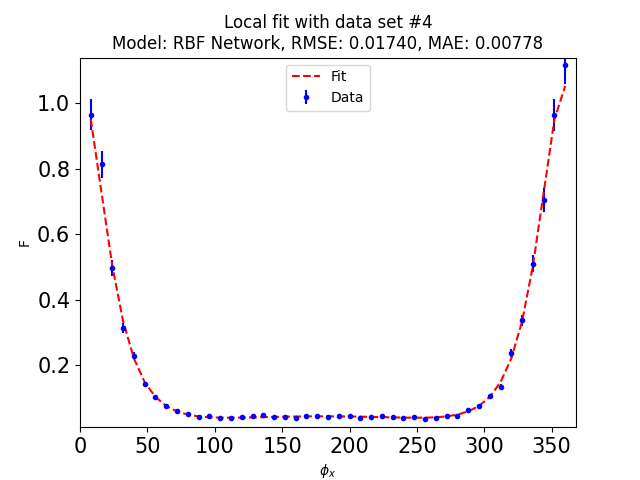 Local fit with data set #4
Model: RBF Network, RMSE: 0.01740, MAE: 0.00778
Fit
Data
1.0
0.8
0.6
0.4
0.2
F
0 50 100 150 200 250 300 350
ϕₓ